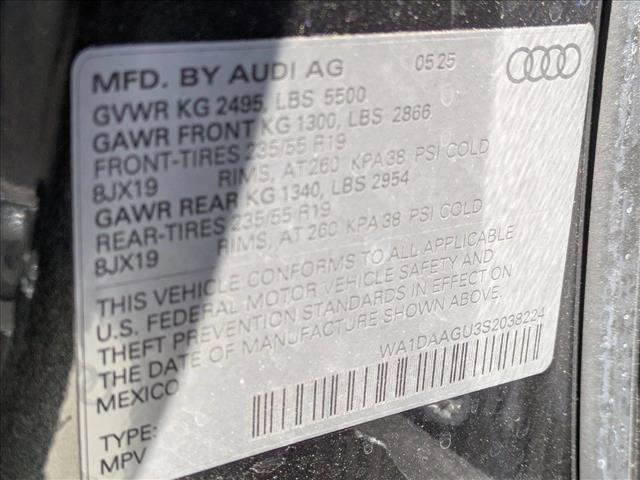 MFD. BY AUDI AG 05 25
GVWR KG 2495, LBS 5500
GAWR FRONT KG 1300, LBS 2866
FRONT-TIRES 235/55 R19
8JX19 RIMS, AT 260 KPA 38 PSI COLD
GAWR REAR KG 1340, LBS 2954
REAR-TIRES 235/55 R19
8JX19 RIMS, AT 260 KPA 38 PSI COLD
THIS VEHICLE CONFORMS TO ALL APPLICABLE
U.S. FEDERAL MOTOR VEHICLE SAFETY AND
THEFT PREVENTION STANDARDS IN EFFECT ON
THE DATE OF MANUFACTURE SHOWN ABOVE.
MEXICO WA1DAAGU3S2038224
TYPE:
MPV